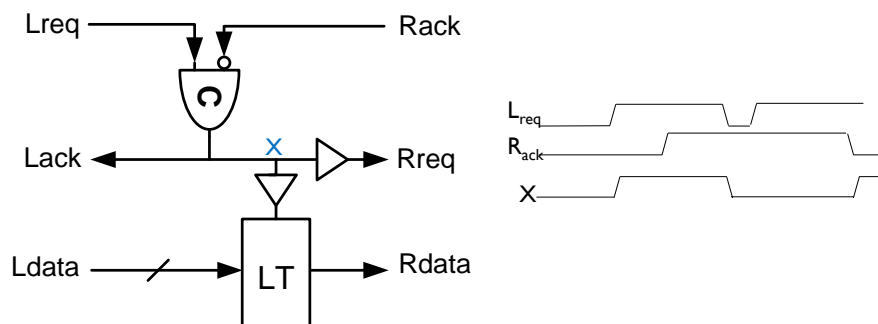 Lreq
Rack
C
X
Lack
Rreq
Ldata
LT
Rdata
Lreq
Rack
X